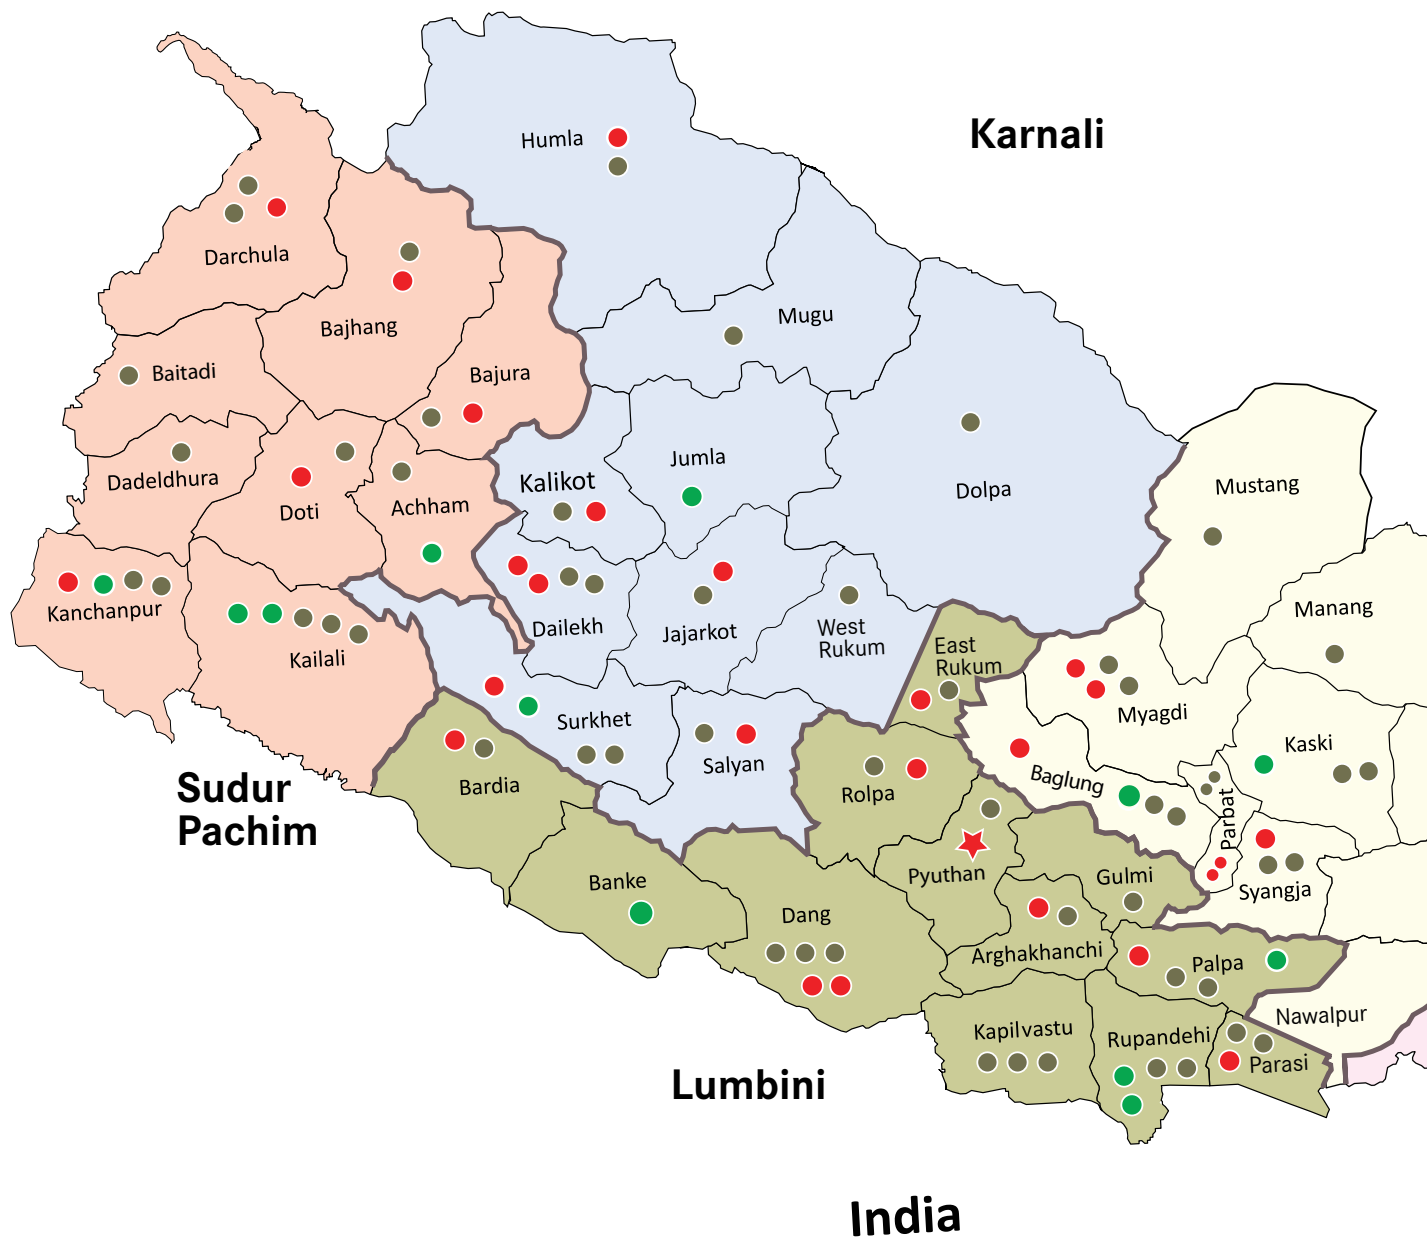 Karnali
Humla
Darchula
Mugu
Bajhang
Baitadi
Bajura
Jumla
Dadeldhura
Kalikot
Mustang
Dolpa
Doti
Achham
Kanchanpur
Manang
Dailekh
Jajarkot
West
Rukum
East
Rukum
Kailali
Myagdi
Surkhet
Kaski
Salyan
Baglung
Bardia
Rolpa
Parbat
Sudur
Pachim
Pyuthan
Gulmi
Banke
Syangja
Dang
Arghakhanchi
Palpa
Nawalpur
Kapilvastu
Rupandehi
Parasi
Lumbini
India